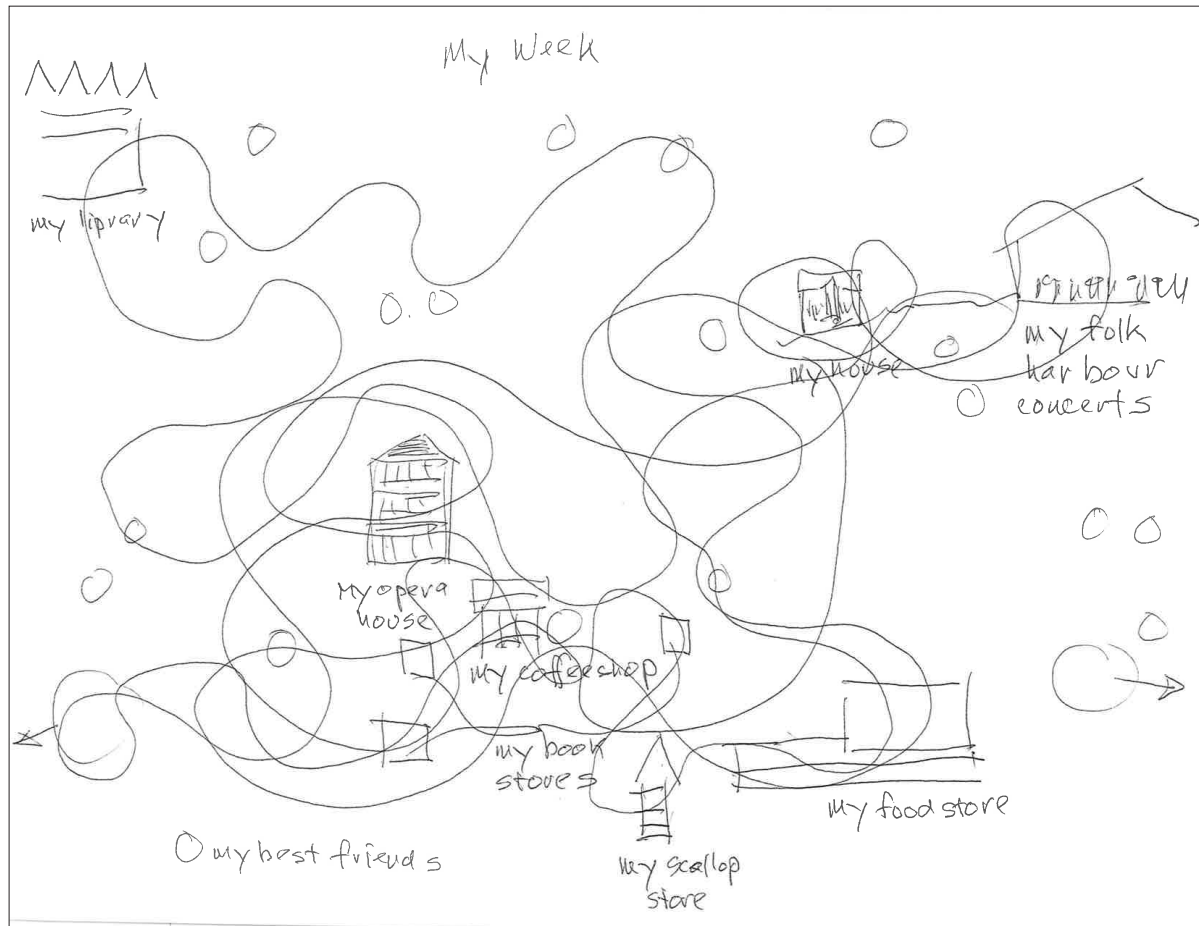 My Week
my library
my house
my folk
harbour
concerts
My opera
house
my coffeeshop
my book
stores
my food store
my scallop
store
my best friends